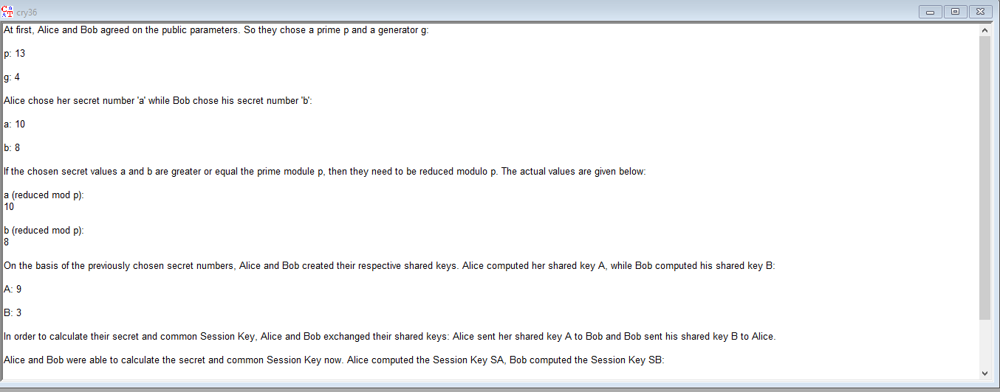 cry36
At first, Alice and Bob agreed on the public parameters. So they chose a prime p and a generator g:
p: 13
g: 4
Alice chose her secret number 'a' while Bob chose his secret number 'b':
a: 10
b: 8
If the chosen secret values a and b are greater or equal the prime module p, then they need to be reduced modulo p. The actual values are given below:
a (reduced mod p):
10
b (reduced mod p):
8
On the basis of the previously chosen secret numbers, Alice and Bob created their respective shared keys. Alice computed her shared key A, while Bob computed his shared key B:
A: 9
B: 3
In order to calculate their secret and common Session Key, Alice and Bob exchanged their shared keys: Alice sent her shared key A to Bob and Bob sent his shared key B to Alice.
Alice and Bob were able to calculate the secret and common Session Key now. Alice computed the Session Key SA, Bob computed the Session Key SB: